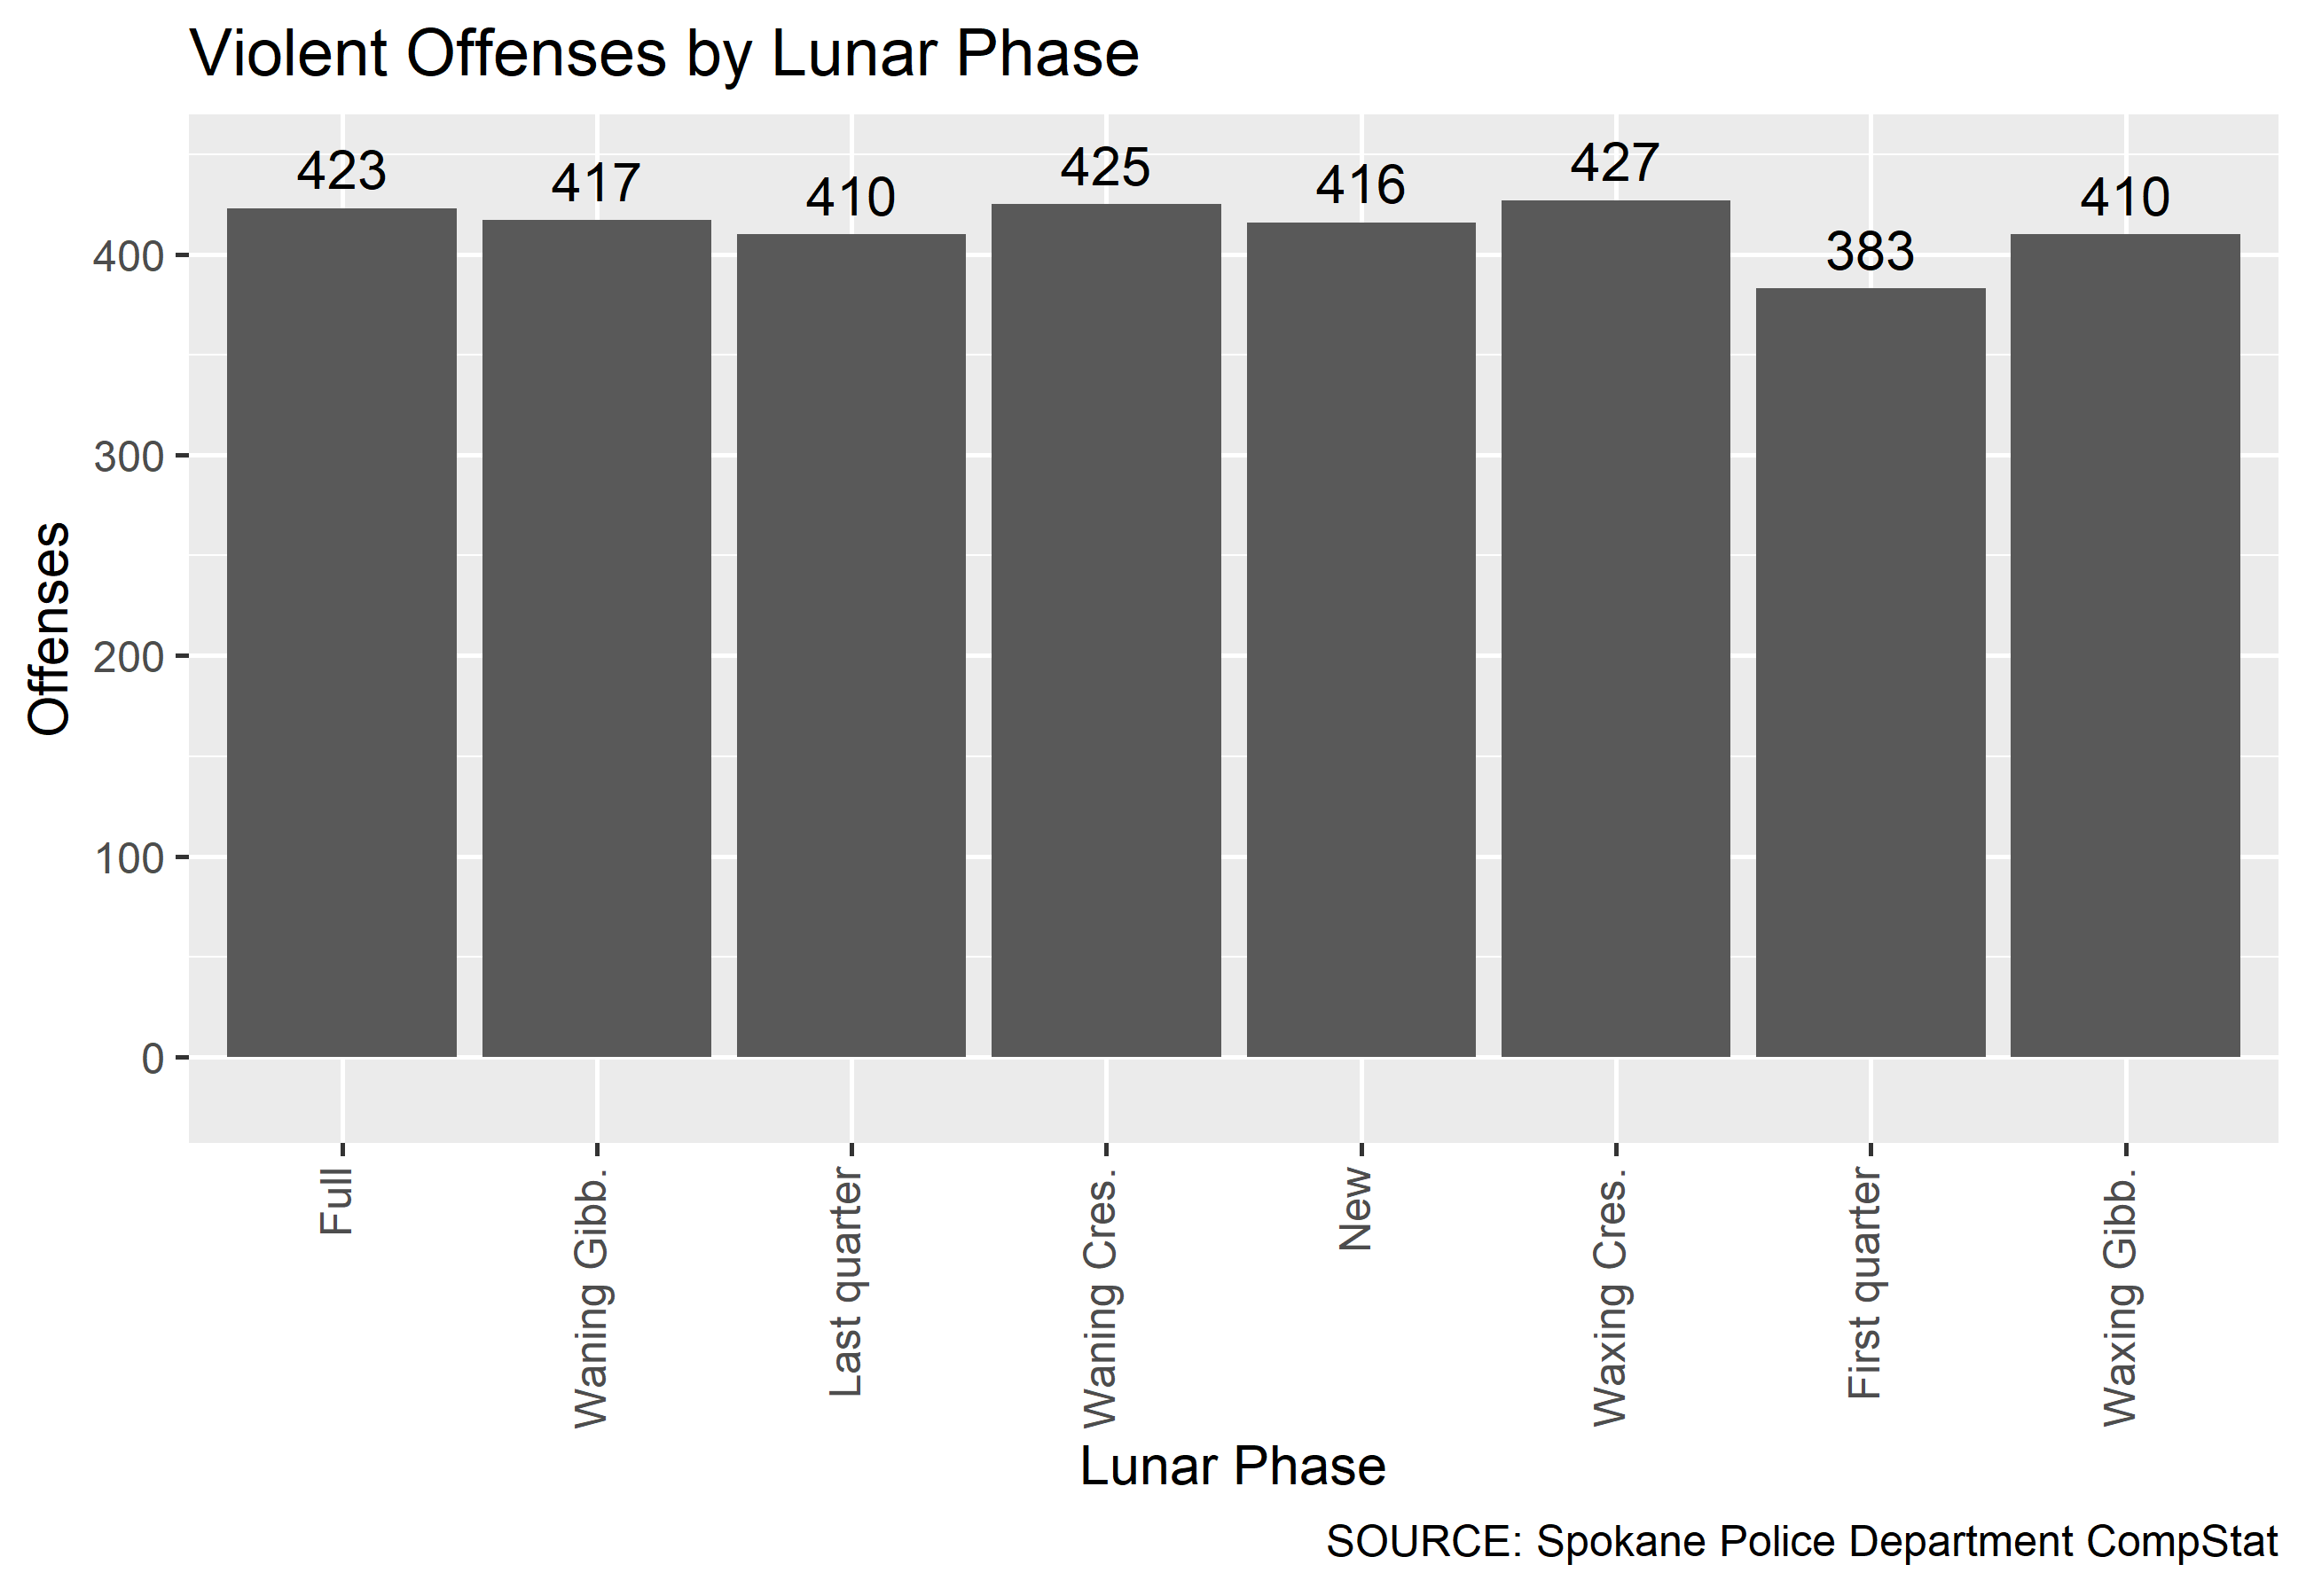 Violent Offenses by Lunar Phase
423
417
410
425
416
427
383
410
400
300
200
100
0
Offenses
Full
Waning Gibb.
Last quarter
Waning Cres.
New
Waxing Cres.
First quarter
Waxing Gibb.
Lunar Phase
SOURCE: Spokane Police Department CompStat